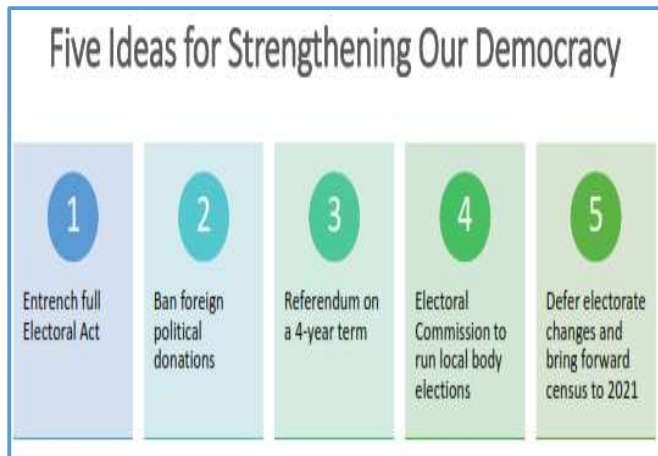 Five Ideas for Strengthening Our Democracy
1
Entrench full
Electoral Act
2
Ban foreign
political
donations
3
Referendum on
a 4-year term
4
Electoral
Commission to
run local body
elections
5
Defer electorate
changes and
bring forward
census to 2021